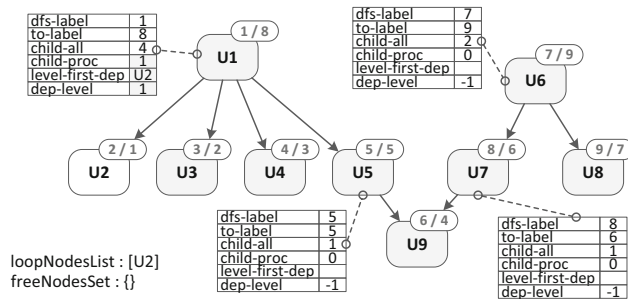 dfs-label 1
to-label 8
child-all 4
child-proc 1
level-first-dep U2
dep-level 1
1 / 8
U1
dfs-label 7
to-label 9
child-all 2
child-proc 0
level-first-dep
dep-level -1
7 / 9
U6
2 / 1
U2
3 / 2
U3
4 / 3
U4
5 / 5
U5
8 / 6
U7
9 / 7
U8
6 / 4
U9
dfs-label 5
to-label 5
child-all 1
child-proc 0
level-first-dep
dep-level -1
dfs-label 8
to-label 6
child-all 1
child-proc 0
level-first-dep
dep-level -1
loopNodesList : [U2]
freeNodesSet : {}